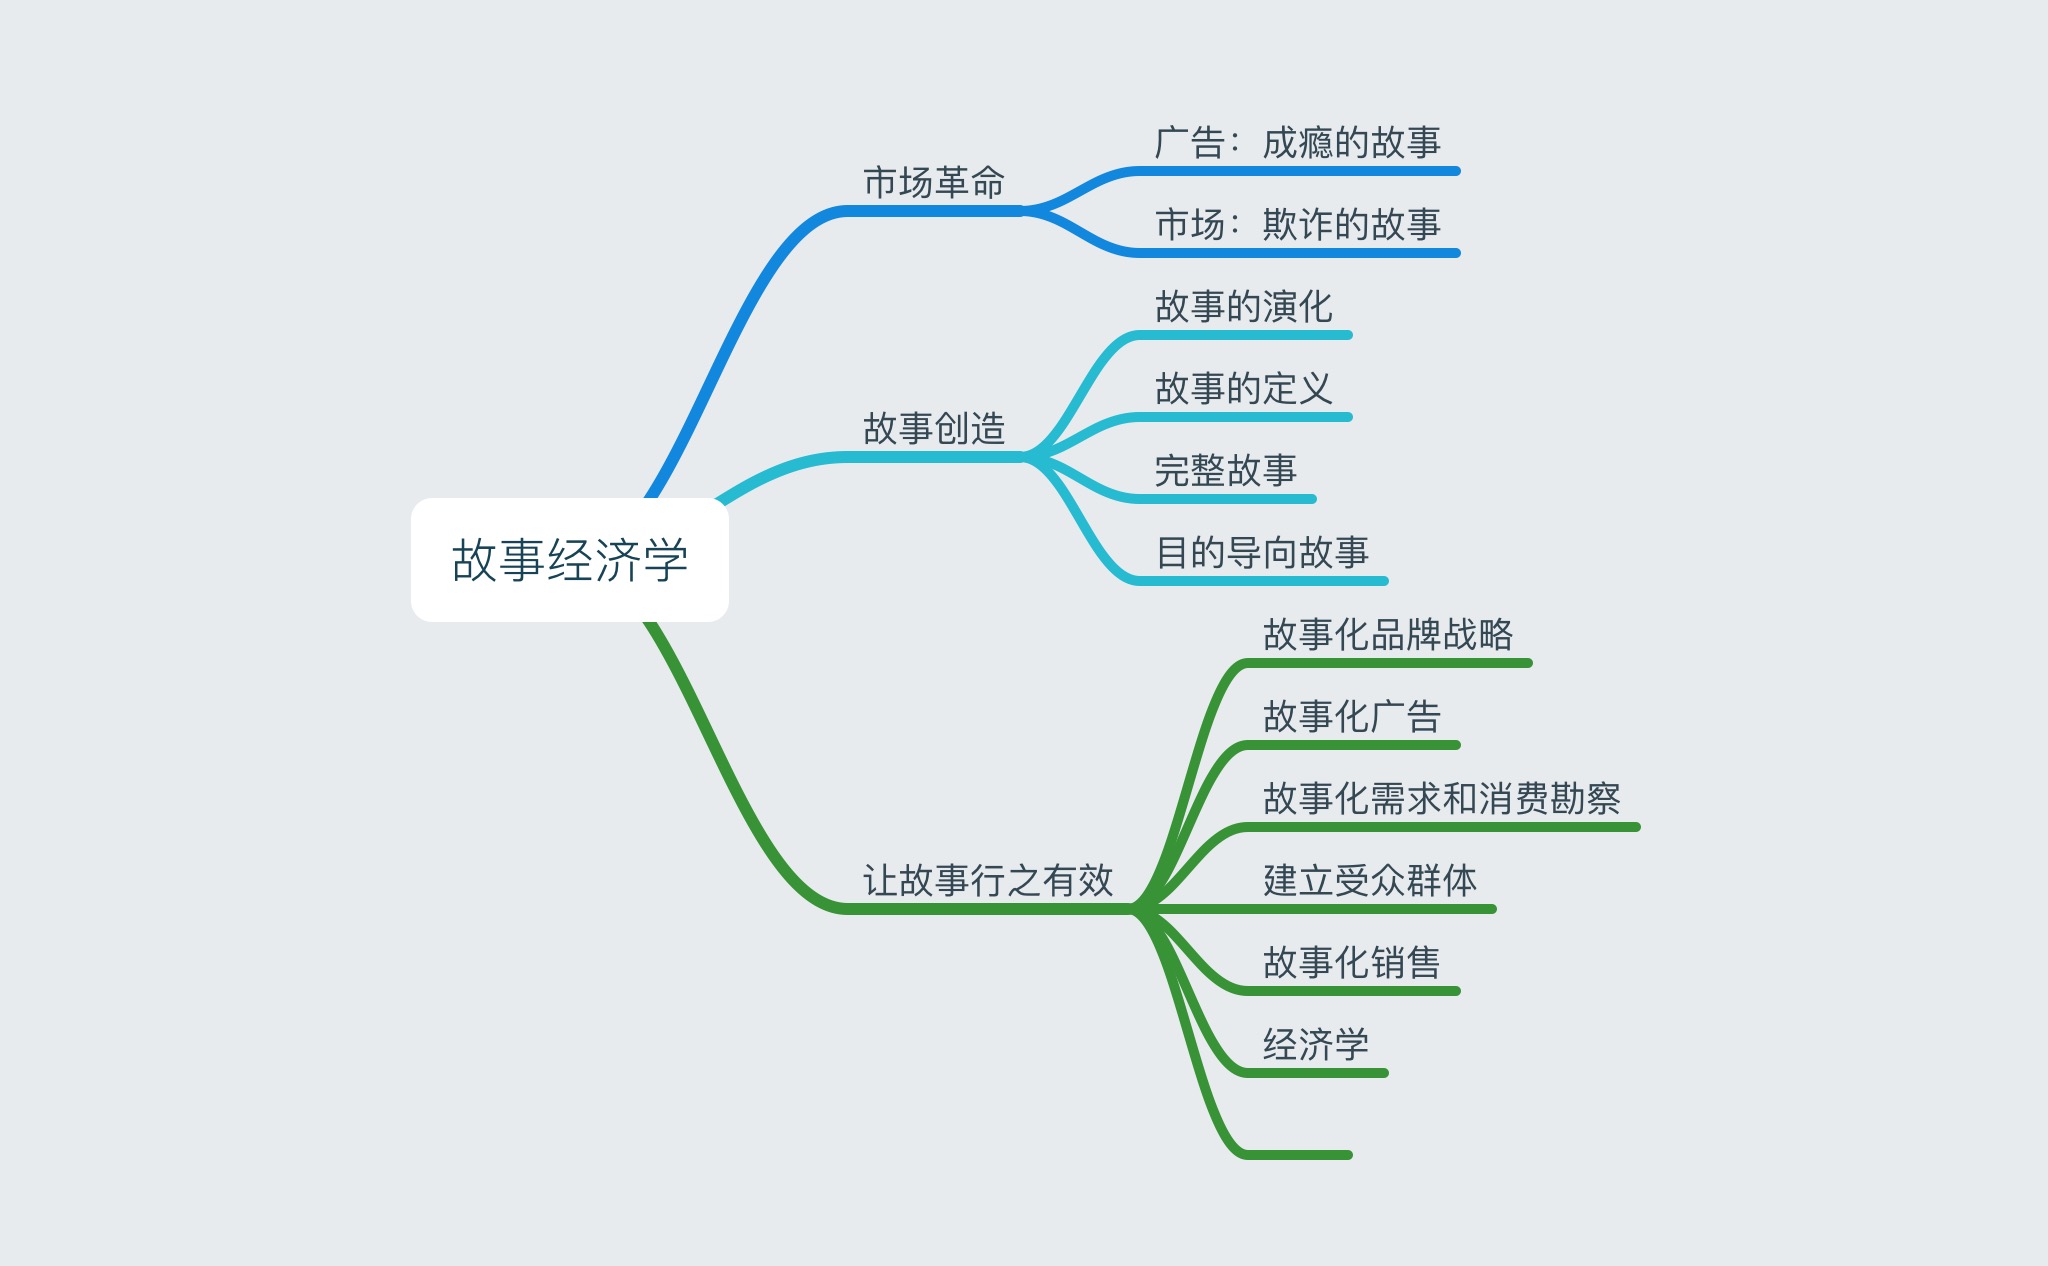 故事经济学
市场革命
广告：成瘾的故事
市场：欺诈的故事
故事创造
故事的演化
故事的定义
完整故事
目的导向故事
让故事行之有效
故事化品牌战略
故事化广告
故事化需求和消费勘察
建立受众群体
故事化销售
经济学